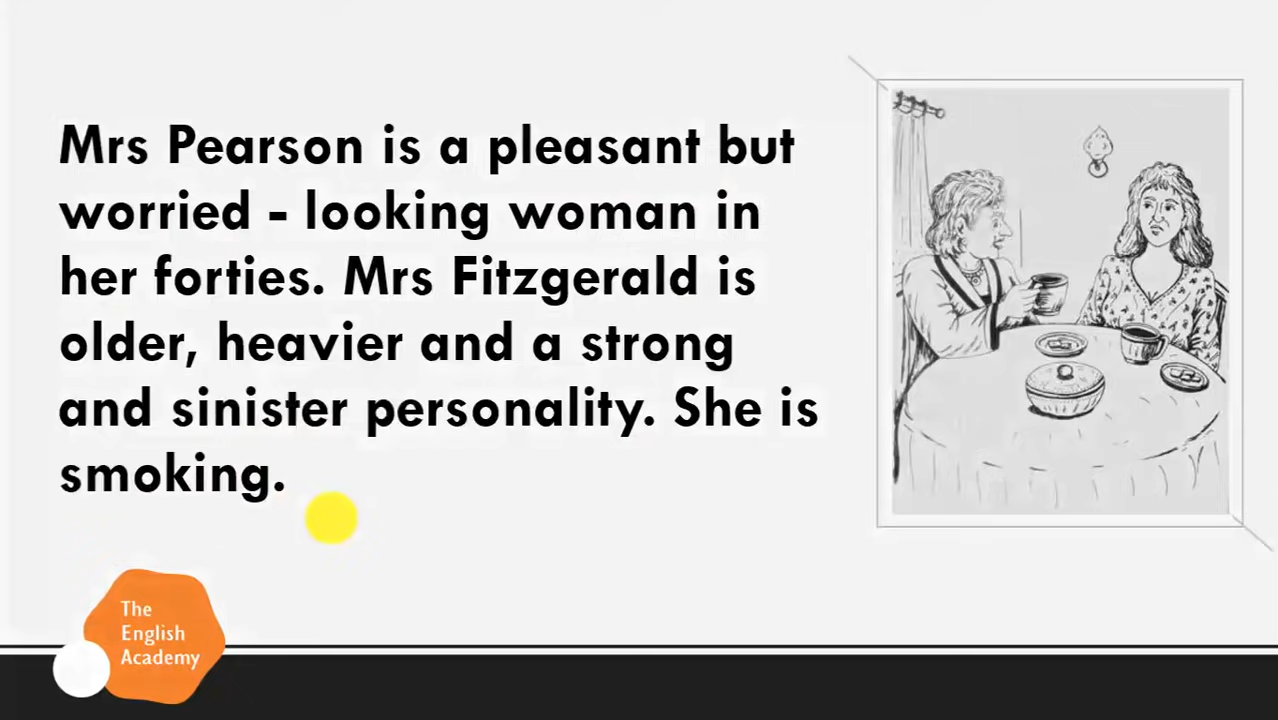 Mrs Pearson is a pleasant but
worried - looking woman in
her forties. Mrs Fitzgerald is
older, heavier and a strong
and sinister personality. She is
smoking.
The
English
Academy